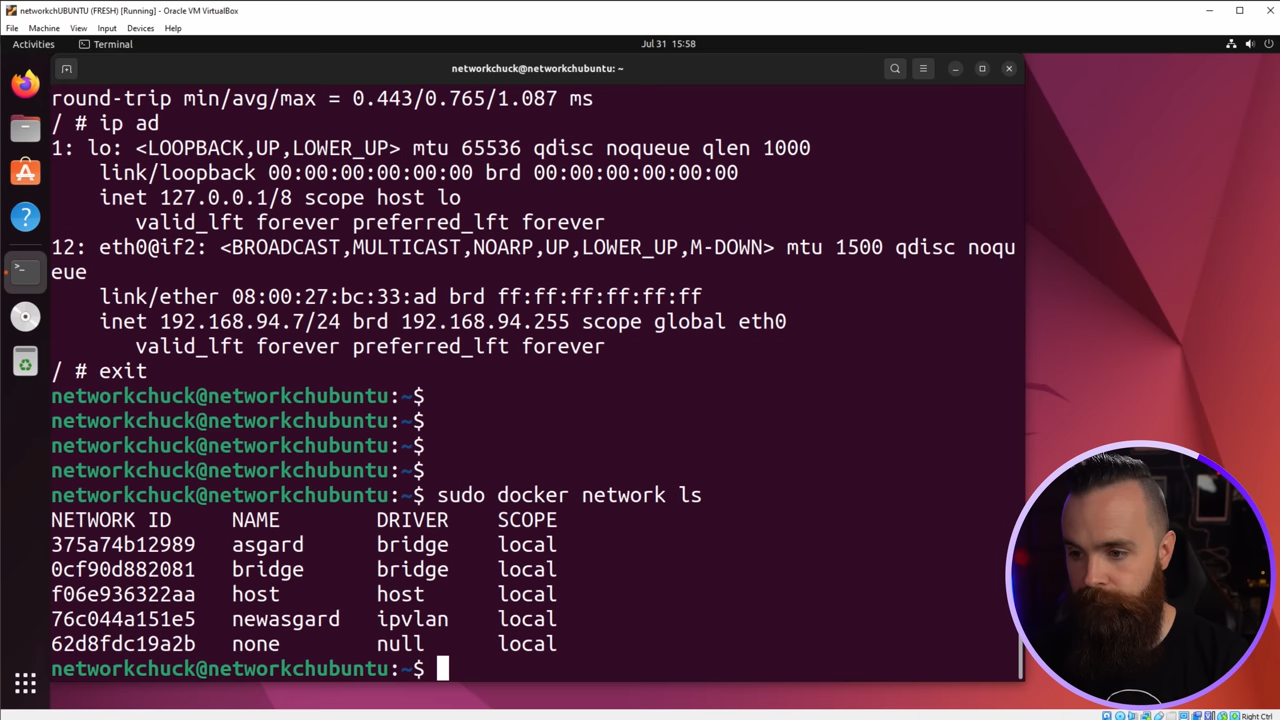 networkchUBUNTU (FRESH) [Running] - Oracle VM VirtualBox
File Machine View Input Devices Help
Activities Terminal Jul 31 15:58
networkchuck@networkchubuntu: ~
round-trip min/avg/max = 0.443/0.765/1.087 ms
/ # ip ad
1: lo: <LOOPBACK,UP,LOWER_UP> mtu 65536 qdisc noqueue qlen 1000
    link/loopback 00:00:00:00:00:00 brd 00:00:00:00:00:00
    inet 127.0.0.1/8 scope host lo
       valid_lft forever preferred_lft forever
12: eth0@if2: <BROADCAST,MULTICAST,NOARP,UP,LOWER_UP,M-DOWN> mtu 1500 qdisc noqu
eue
    link/ether 08:00:27:bc:33:ad brd ff:ff:ff:ff:ff:ff
    inet 192.168.94.7/24 brd 192.168.94.255 scope global eth0
       valid_lft forever preferred_lft forever
/ # exit
networkchuck@networkchubuntu:~$
networkchuck@networkchubuntu:~$
networkchuck@networkchubuntu:~$
networkchuck@networkchubuntu:~$
networkchuck@networkchubuntu:~$ sudo docker network ls
NETWORK ID     NAME        DRIVER    SCOPE
375a74b12989   asgard      bridge    local
0cf90d882081   bridge      bridge    local
f06e936322aa   host        host      local
76c044a151e5   newasgard   ipvlan    local
62d8fdc19a2b   none        null      local
networkchuck@networkchubuntu:~$
Right Ctrl